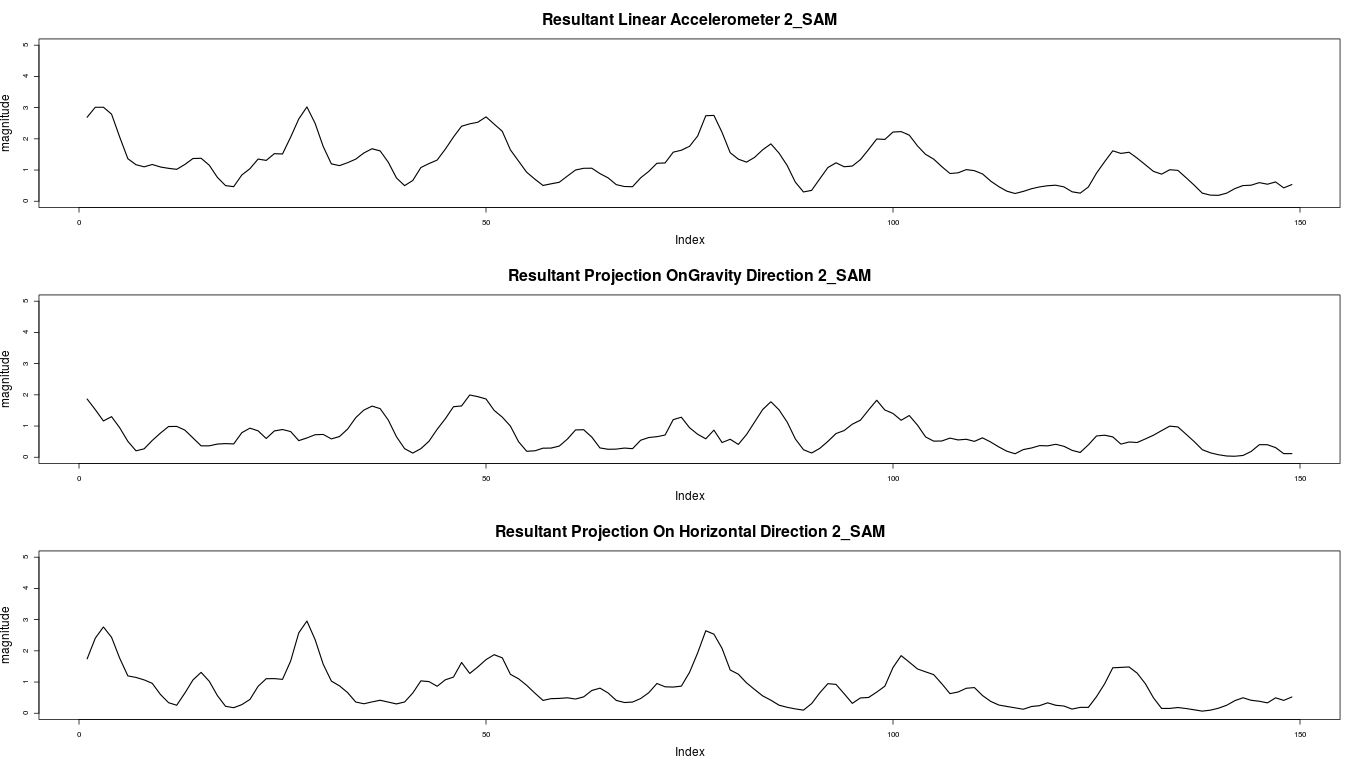 Resultant Linear Accelerometer 2_SAM
magnitude
5
4
3
2
1
0
0 50 100 150
Index
Resultant Projection OnGravity Direction 2_SAM
magnitude
5
4
3
2
1
0
0 50 100 150
Index
Resultant Projection On Horizontal Direction 2_SAM
magnitude
5
4
3
2
1
0
0 50 100 150
Index